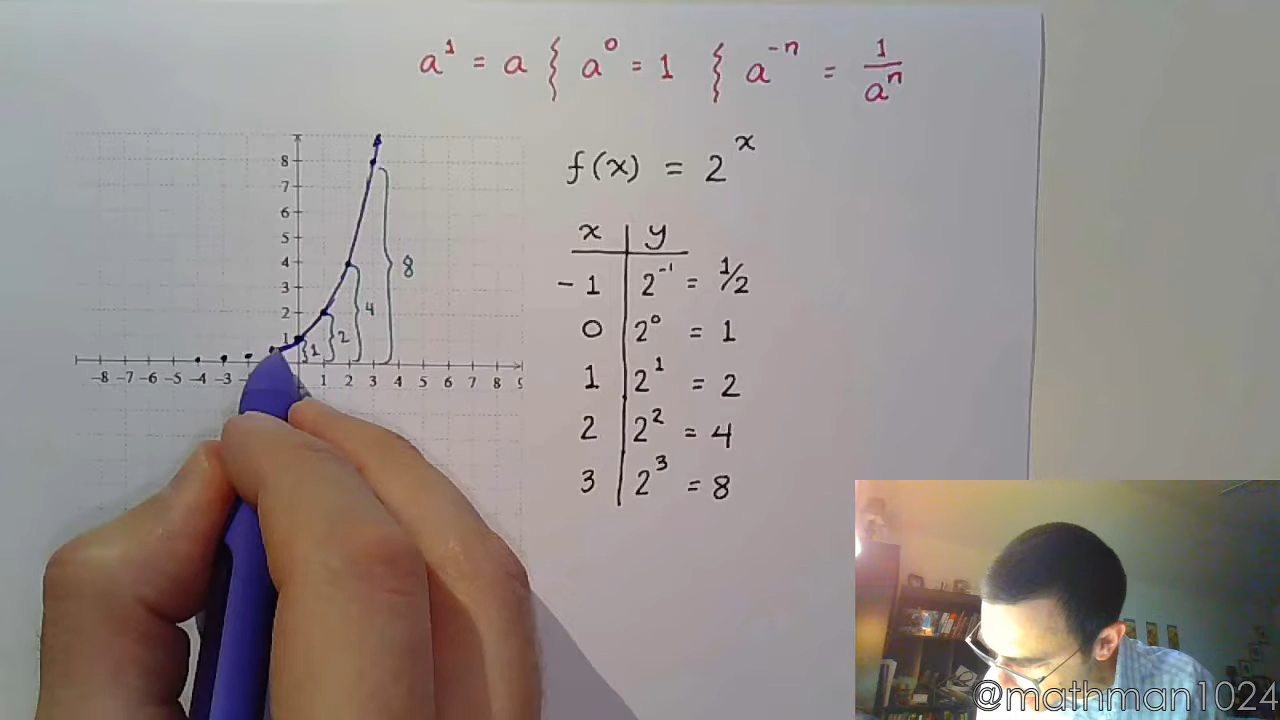 a¹ = a { a⁰ = 1 { a⁻ⁿ = 1/aⁿ
f(x) = 2ˣ
x | y
-1 | 2⁻¹ = 1/2
0 | 2⁰ = 1
1 | 2¹ = 2
2 | 2² = 4
3 | 2³ = 8
8
7
6
5
4
3
2
1
1 2 4 8
-8 -7 -6 -5 -4 -3 1 2 3 4 5 6 7 8
@mathman1024